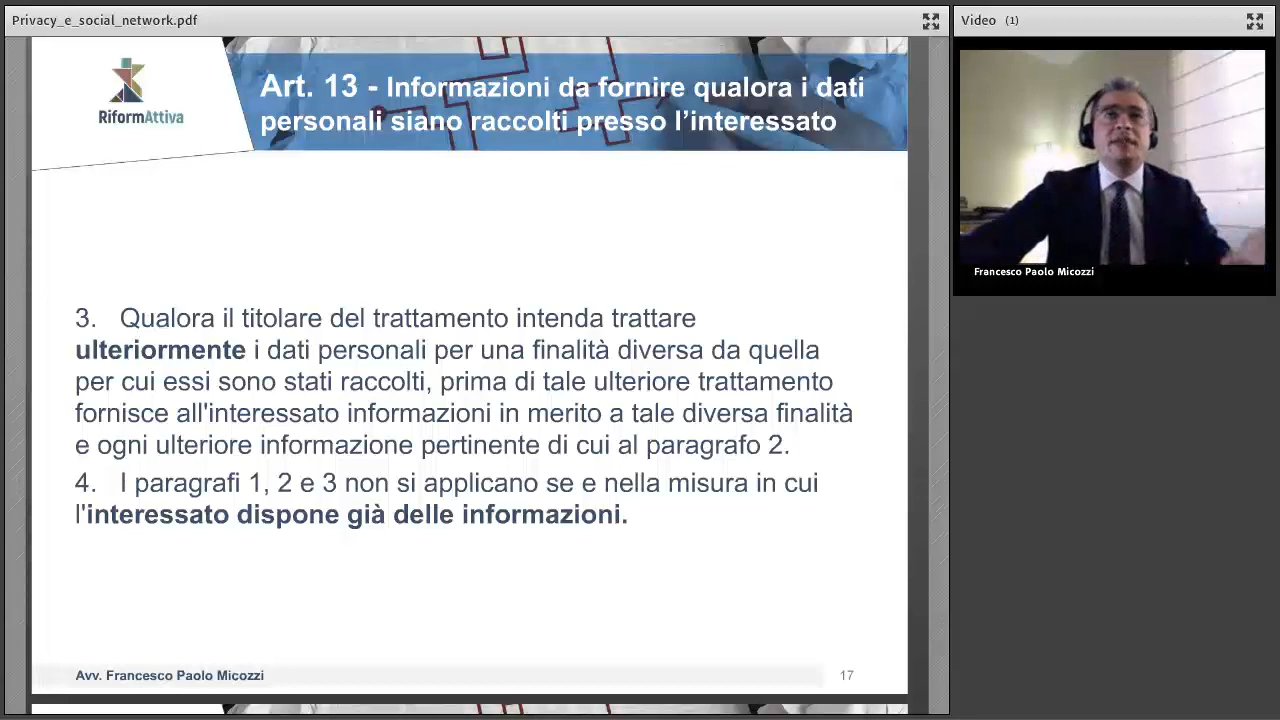 Privacy_e_social_network.pdf
Video (1)
RiformAttiva
Art. 13 - Informazioni da fornire qualora i dati
personali siano raccolti presso l’interessato
Francesco Paolo Micozzi
3. Qualora il titolare del trattamento intenda trattare
ulteriormente i dati personali per una finalità diversa da quella
per cui essi sono stati raccolti, prima di tale ulteriore trattamento
fornisce all'interessato informazioni in merito a tale diversa finalità
e ogni ulteriore informazione pertinente di cui al paragrafo 2.
4. I paragrafi 1, 2 e 3 non si applicano se e nella misura in cui
l'interessato dispone già delle informazioni.
Avv. Francesco Paolo Micozzi
17